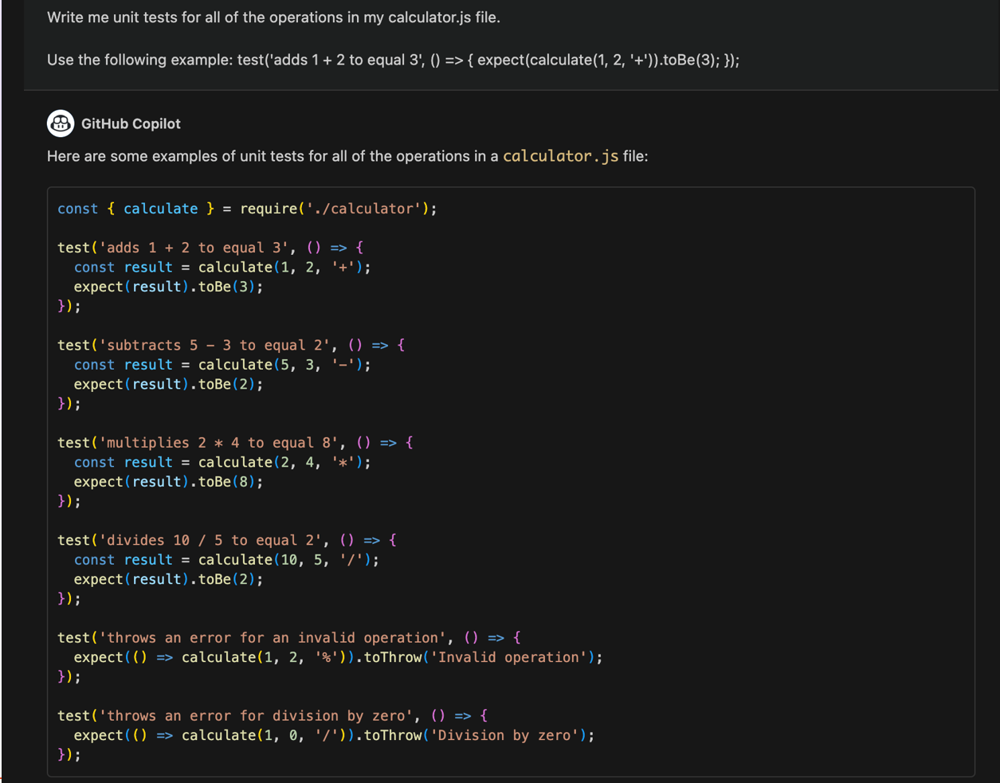 Write me unit tests for all of the operations in my calculator.js file.
Use the following example: test('adds 1 + 2 to equal 3', () => { expect(calculate(1, 2, '+')).toBe(3); });
GitHub Copilot
Here are some examples of unit tests for all of the operations in a calculator.js file:
const { calculate } = require('./calculator');
test('adds 1 + 2 to equal 3', () => {
  const result = calculate(1, 2, '+');
  expect(result).toBe(3);
});
test('subtracts 5 - 3 to equal 2', () => {
  const result = calculate(5, 3, '-');
  expect(result).toBe(2);
});
test('multiplies 2 * 4 to equal 8', () => {
  const result = calculate(2, 4, '*');
  expect(result).toBe(8);
});
test('divides 10 / 5 to equal 2', () => {
  const result = calculate(10, 5, '/');
  expect(result).toBe(2);
});
test('throws an error for an invalid operation', () => {
  expect(() => calculate(1, 2, '%')).toThrow('Invalid operation');
});
test('throws an error for division by zero', () => {
  expect(() => calculate(1, 0, '/')).toThrow('Division by zero');
});